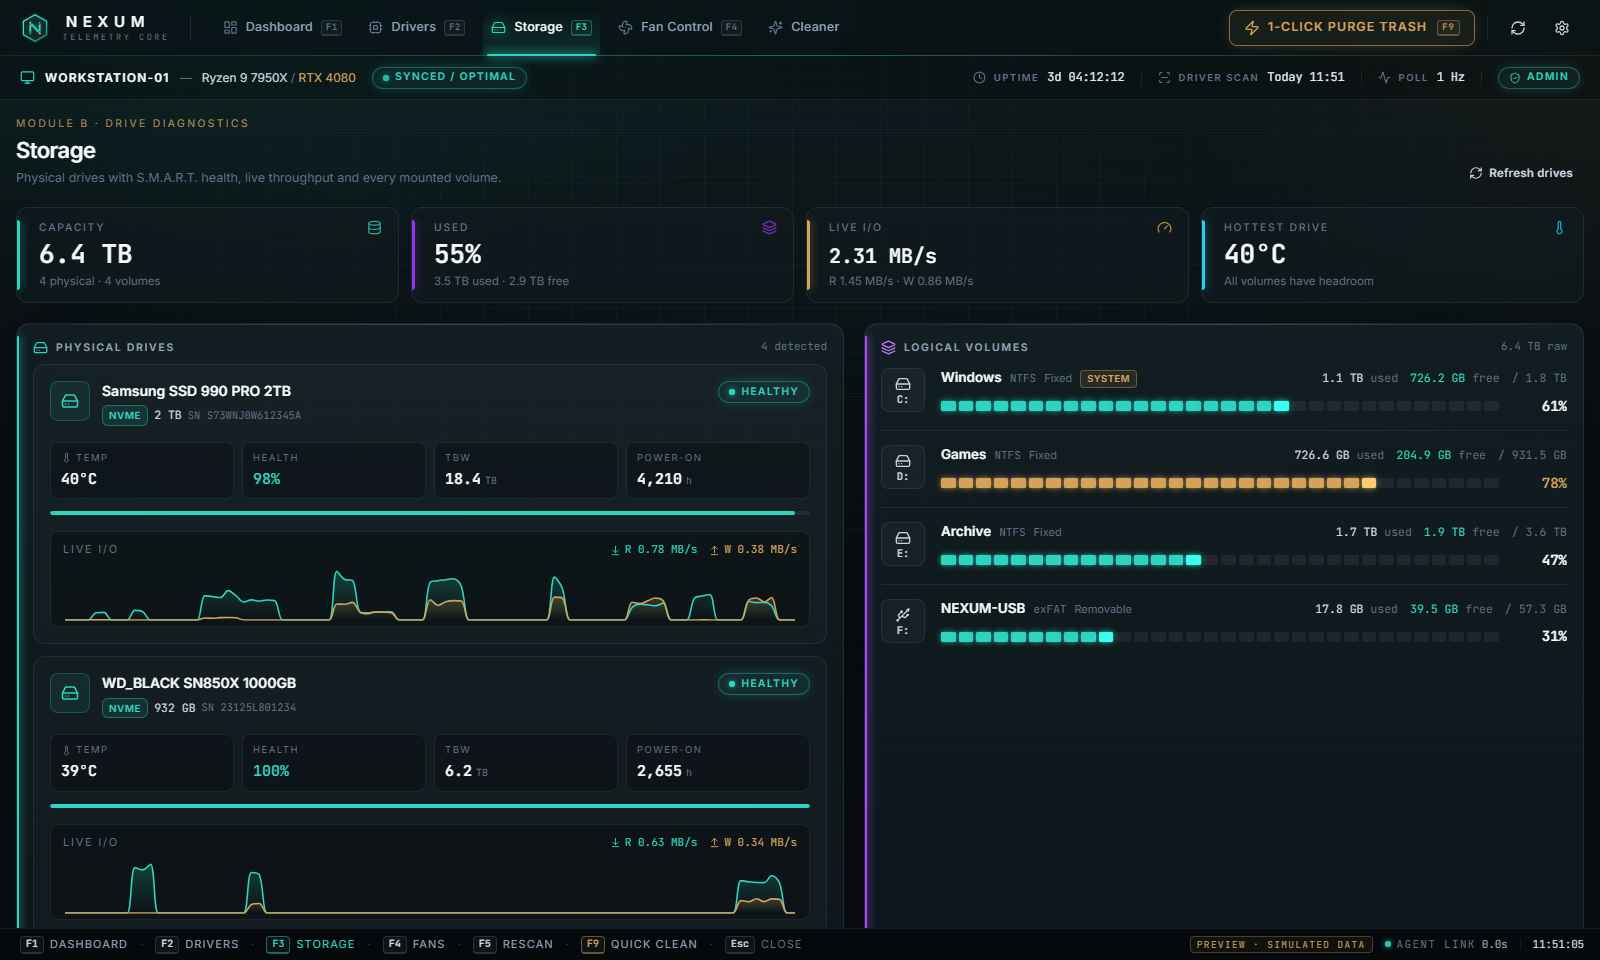 NEXUM
TELEMETRY CORE
Dashboard F1
Drivers F2
Storage F3
Fan Control F4
Cleaner
1-CLICK PURGE TRASH F9
WORKSTATION-01 — Ryzen 9 7950X / RTX 4080
SYNCED / OPTIMAL
UPTIME 3d 04:12:12
DRIVER SCAN Today 11:51
POLL 1 Hz
ADMIN
MODULE B · DRIVE DIAGNOSTICS
Storage
Physical drives with S.M.A.R.T. health, live throughput and every mounted volume.
Refresh drives
CAPACITY
6.4 TB
4 physical · 4 volumes
USED
55%
3.5 TB used · 2.9 TB free
LIVE I/O
2.31 MB/s
R 1.45 MB/s · W 0.86 MB/s
HOTTEST DRIVE
40°C
All volumes have headroom
PHYSICAL DRIVES
4 detected
Samsung SSD 990 PRO 2TB
NVME 2 TB SN S73WNJ0W612345A
HEALTHY
TEMP
40°C
HEALTH
98%
TBW
18.4 TB
POWER-ON
4,210 h
LIVE I/O
R 0.78 MB/s W 0.38 MB/s
WD_BLACK SN850X 1000GB
NVME 932 GB SN 23125L801234
HEALTHY
TEMP
39°C
HEALTH
100%
TBW
6.2 TB
POWER-ON
2,655 h
LIVE I/O
R 0.63 MB/s W 0.34 MB/s
LOGICAL VOLUMES
6.4 TB raw
C:
Windows NTFS Fixed SYSTEM
1.1 TB used 726.2 GB free / 1.8 TB
61%
D:
Games NTFS Fixed
726.6 GB used 204.9 GB free / 931.5 GB
78%
E:
Archive NTFS Fixed
1.7 TB used 1.9 TB free / 3.6 TB
47%
F:
NEXUM-USB exFAT Removable
17.8 GB used 39.5 GB free / 57.3 GB
31%
F1 DASHBOARD · F2 DRIVERS · F3 STORAGE · F4 FANS · F5 RESCAN · F9 QUICK CLEAN · Esc CLOSE
PREVIEW · SIMULATED DATA
AGENT LINK 0.0s
11:51:05